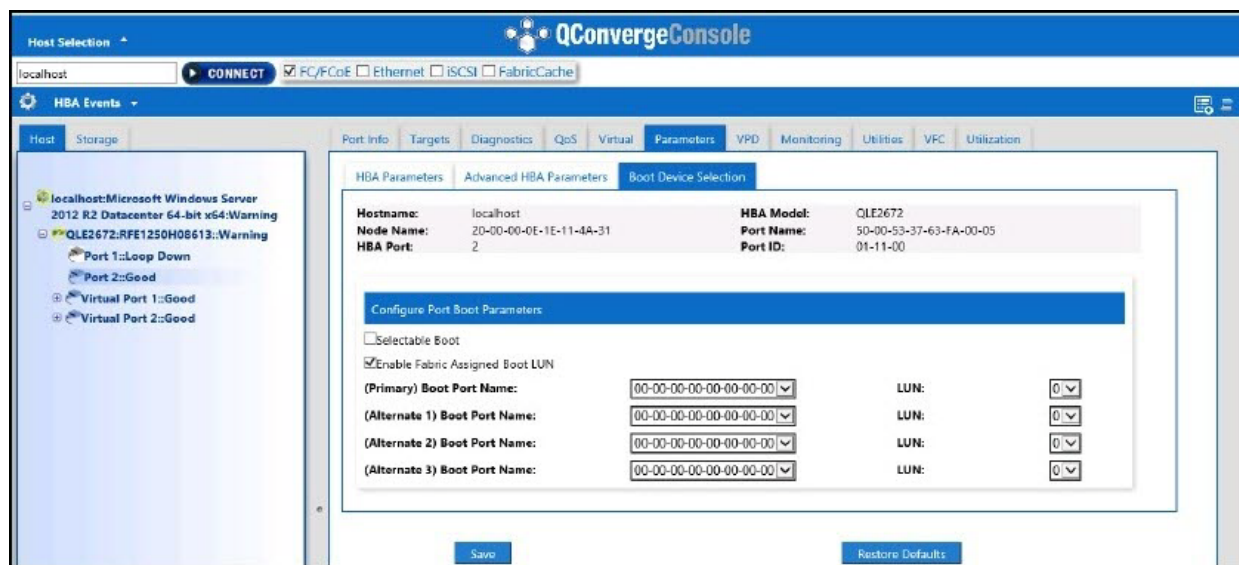 Host Selection
QConvergeConsole
localhost CONNECT FC/FCoE Ethernet iSCSI FabricCache
HBA Events
Host Storage
localhost:Microsoft Windows Server
2012 R2 Datacenter 64-bit x64:Warning
QLE2672:RFE1250H08613::Warning
Port 1::Loop Down
Port 2::Good
Virtual Port 1::Good
Virtual Port 2::Good
Port Info Targets Diagnostics QoS Virtual Parameters VPD Monitoring Utilities VFC Utilization
HBA Parameters Advanced HBA Parameters Boot Device Selection
Hostname: localhost HBA Model: QLE2672
Node Name: 20-00-00-0E-1E-11-4A-31 Port Name: 50-00-53-37-63-FA-00-05
HBA Port: 2 Port ID: 01-11-00
Configure Port Boot Parameters
Selectable Boot
Enable Fabric Assigned Boot LUN
(Primary) Boot Port Name: 00-00-00-00-00-00-00-00 LUN: 0
(Alternate 1) Boot Port Name: 00-00-00-00-00-00-00-00 LUN: 0
(Alternate 2) Boot Port Name: 00-00-00-00-00-00-00-00 LUN: 0
(Alternate 3) Boot Port Name: 00-00-00-00-00-00-00-00 LUN: 0
Save Restore Defaults